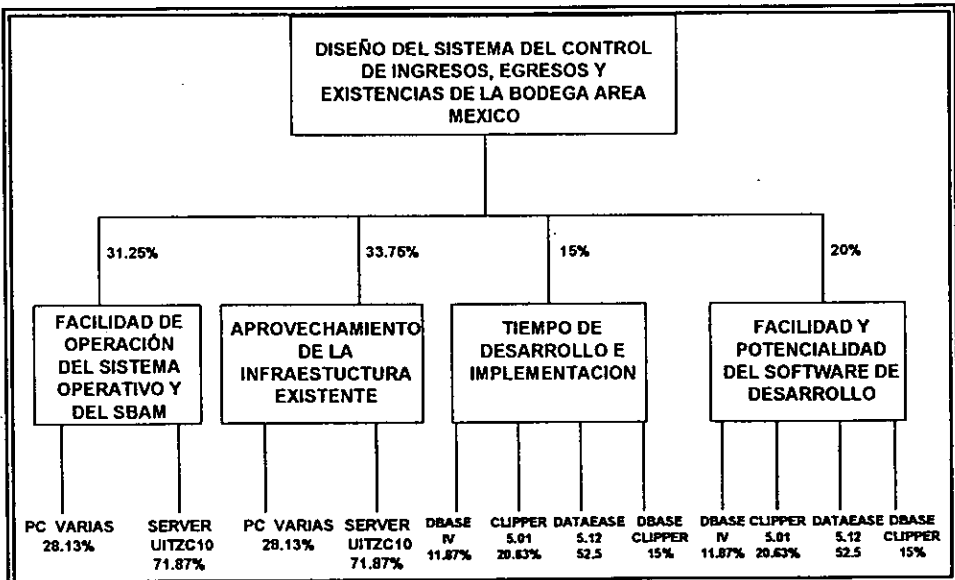 DISEÑO DEL SISTEMA DEL CONTROL
DE INGRESOS, EGRESOS Y
EXISTENCIAS DE LA BODEGA AREA
MEXICO
31.25%
33.75%
15%
20%
FACILIDAD DE
OPERACIÓN
DEL SISTEMA
OPERATIVO Y
DEL SBAM
APROVECHAMIENTO
DE LA
INFRAESTUCTURA
EXISTENTE
TIEMPO DE
DESARROLLO E
IMPLEMENTACION
FACILIDAD Y
POTENCIALIDAD
DEL SOFTWARE DE
DESARROLLO
PC VARIAS
28.13%
SERVER
UITZC10
71.87%
PC VARIAS
28.13%
SERVER
UITZC10
71.87%
DBASE
IV
11.87%
CLIPPER
5.01
20.63%
DATAEASE
5.12
52.5
DBASE
CLIPPER
15%
DBASE
IV
11.87%
CLIPPER
5.01
20.63%
DATAEASE
5.12
52.5
DBASE
CLIPPER
15%